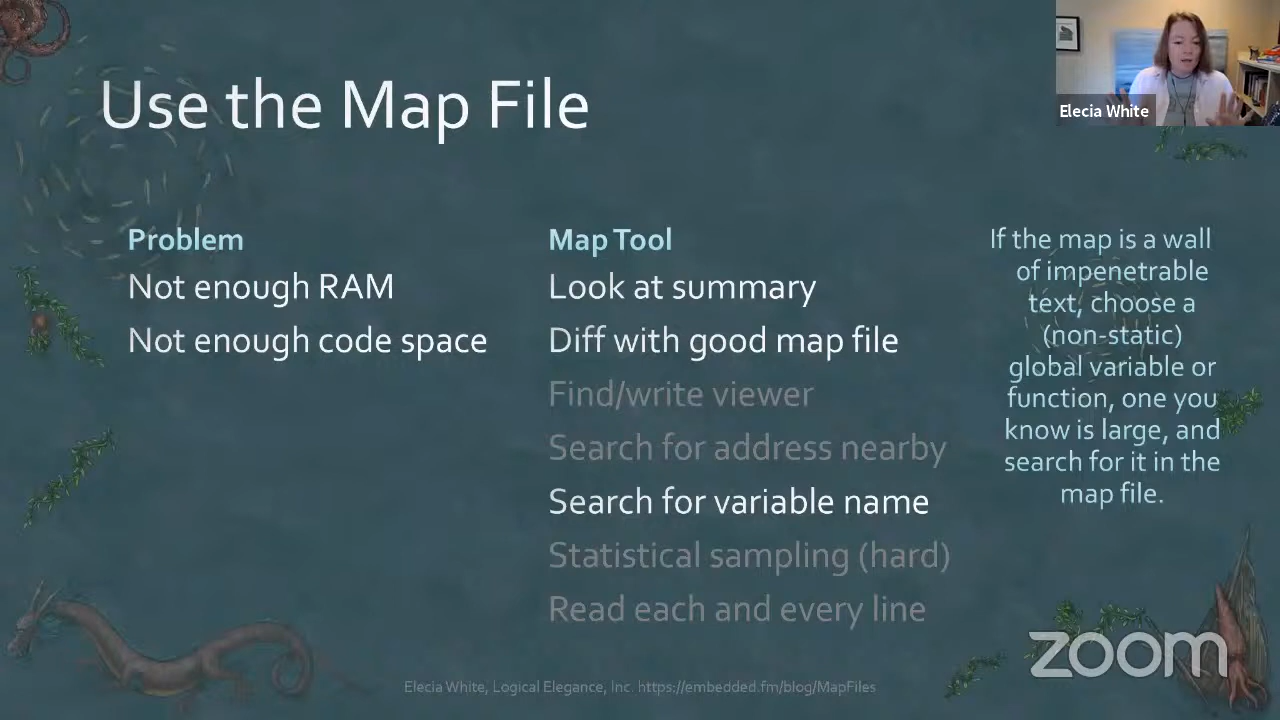 Use the Map File
Elecia White
Problem
Not enough RAM
Not enough code space
Map Tool
Look at summary
Diff with good map file
Find/write viewer
Search for address nearby
Search for variable name
Statistical sampling (hard)
Read each and every line
If the map is a wall
of impenetrable
text, choose a
(non-static)
global variable or
function, one you
know is large, and
search for it in the
map file.
zoom
Elecia White, Logical Elegance, Inc. https://embedded.fm/blog/MapFiles